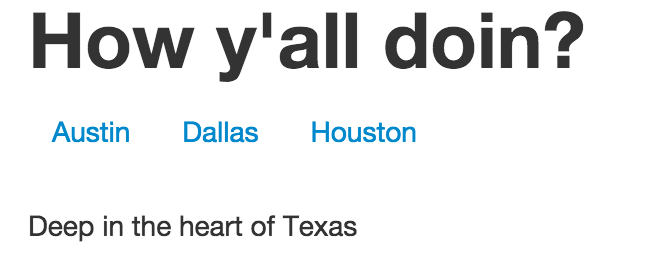 How y'all doin?
Austin Dallas Houston
Deep in the heart of Texas